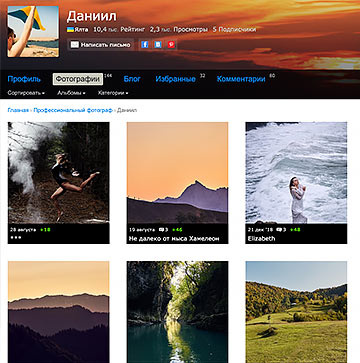 Даниил
Ялта 10,4 тыс. Рейтинг 2,3 тыс. Просмотры 5 Подписчики
Написать письмо
Профиль Фотографии 144 Блог Избранные 32 Комментарии 80
Сортировать Альбомы Категории
Главная › Профессиональный фотограф › Даниил
28 августа +18
***
19 августа 3 +46
Не далеко от мыса Хамелеон
21 дек '18 3 +48
Elizabeth